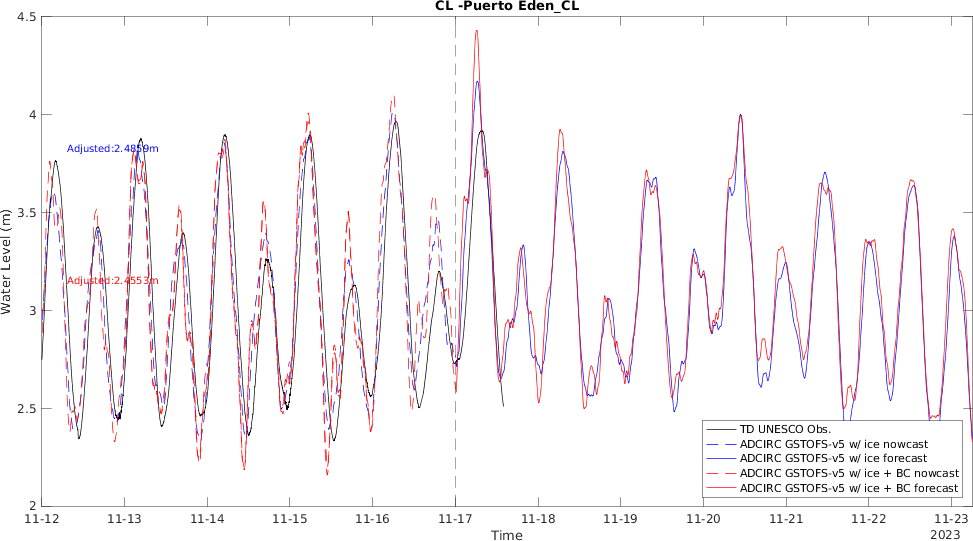 CL -Puerto Eden_CL
4.5
4
3.5
3
2.5
2
Water Level (m)
Adjusted:2.4859m
Adjusted:2.4553m
TD UNESCO Obs.
ADCIRC GSTOFS-v5 w/ ice nowcast
ADCIRC GSTOFS-v5 w/ ice forecast
ADCIRC GSTOFS-v5 w/ ice + BC nowcast
ADCIRC GSTOFS-v5 w/ ice + BC forecast
11-12 11-13 11-14 11-15 11-16 11-17 11-18 11-19 11-20 11-21 11-22 11-23
2023
Time